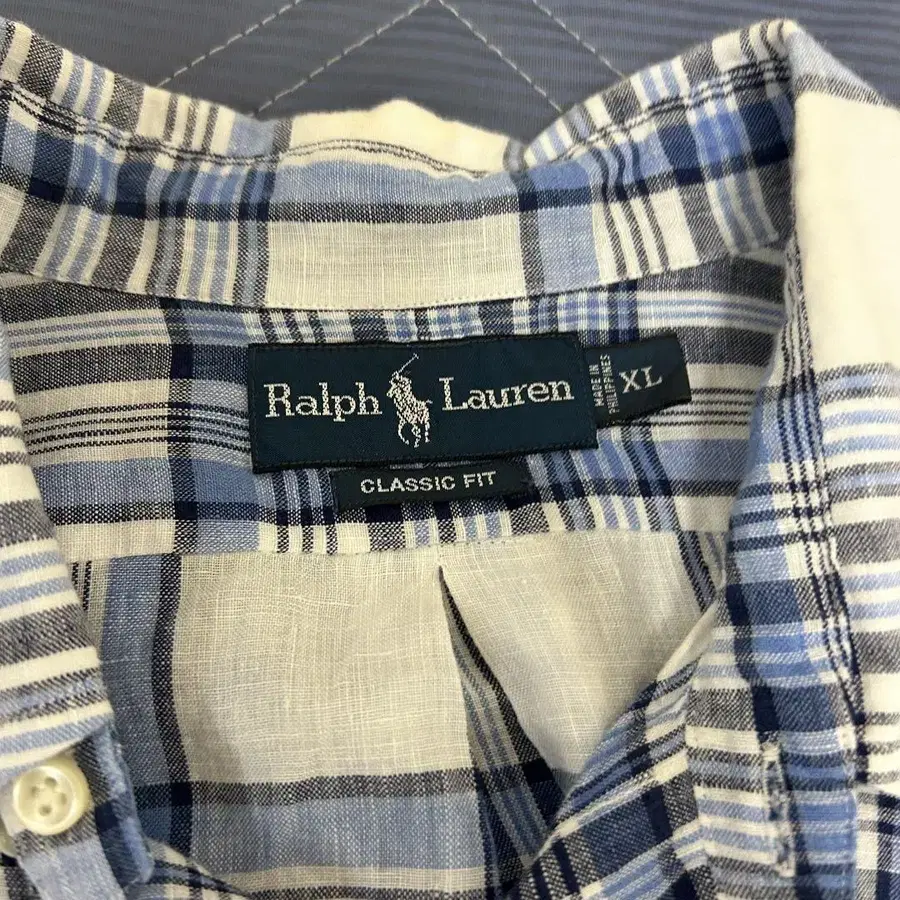 Ralph Lauren
MADE IN
PHILIPPINES
XL
CLASSIC FIT